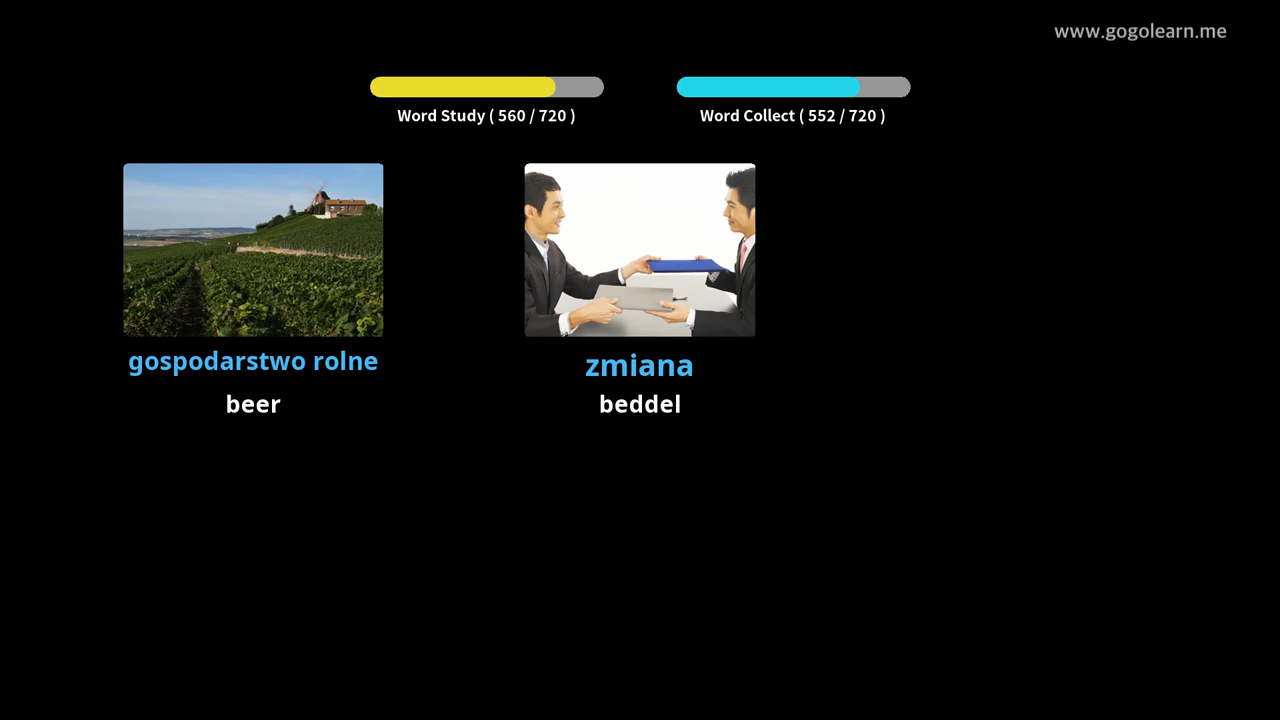 www.gogolearn.me
Word Study ( 560 / 720 )
Word Collect ( 552 / 720 )
gospodarstwo rolne
zmiana
beer
beddel